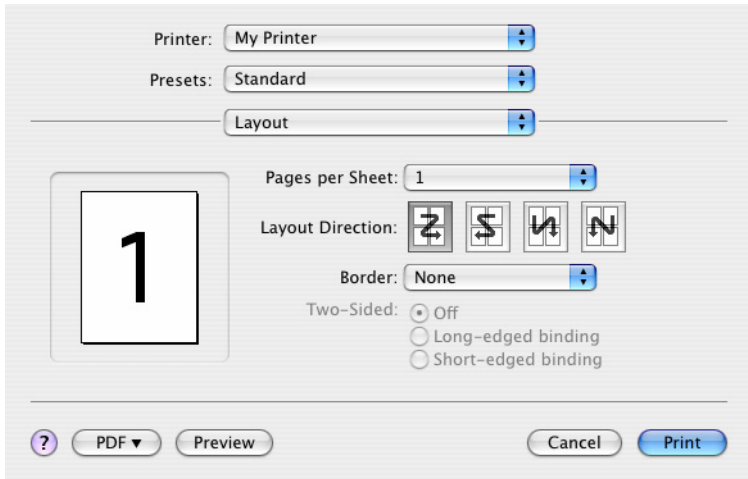 Printer: My Printer
Presets: Standard
Layout
Pages per Sheet: 1
1
Layout Direction:
Border: None
Two-Sided: Off
Long-edged binding
Short-edged binding
? PDF ▼ Preview Cancel Print